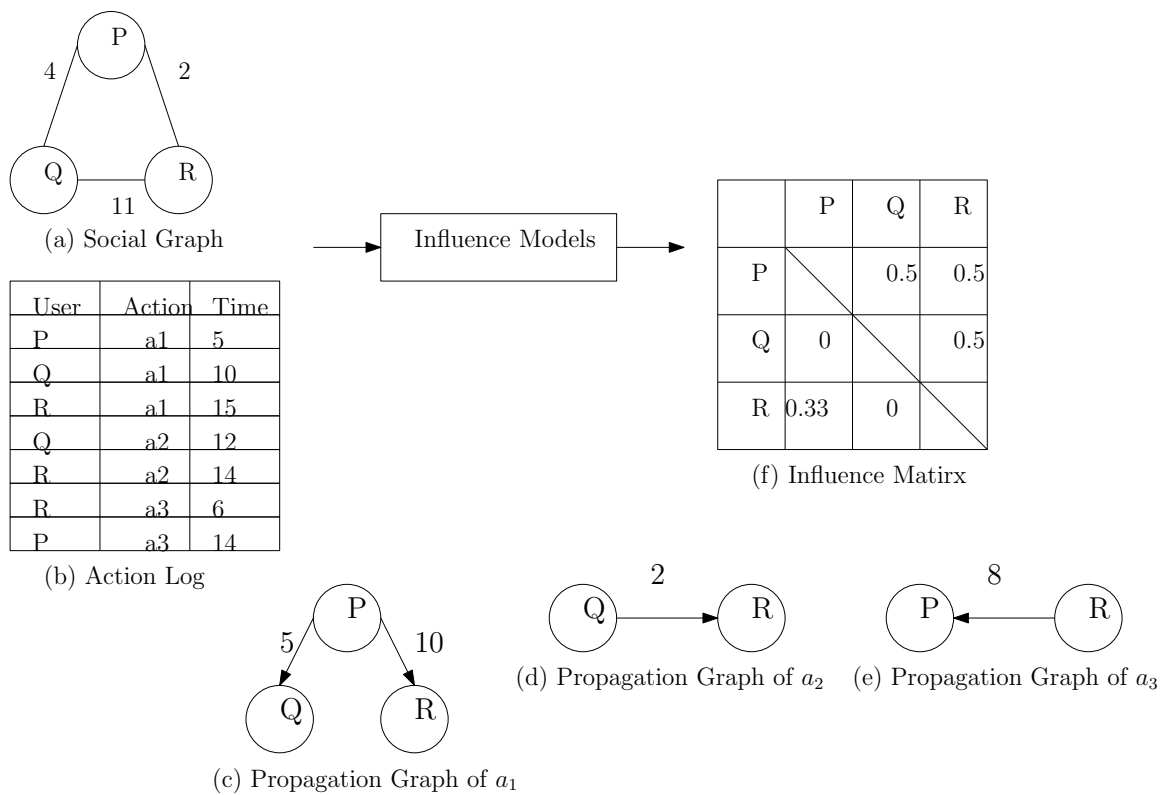 P
4 2
Q R
11
(a) Social Graph
User Action Time
P a1 5
Q a1 10
R a1 15
Q a2 12
R a2 14
R a3 6
P a3 14
(b) Action Log
Influence Models
P Q R
P 0.5 0.5
Q 0 0.5
R 0.33 0
(f) Influence Matirx
P
5 10
Q R
(c) Propagation Graph of a1
2
Q R
(d) Propagation Graph of a2
8
P R
(e) Propagation Graph of a3